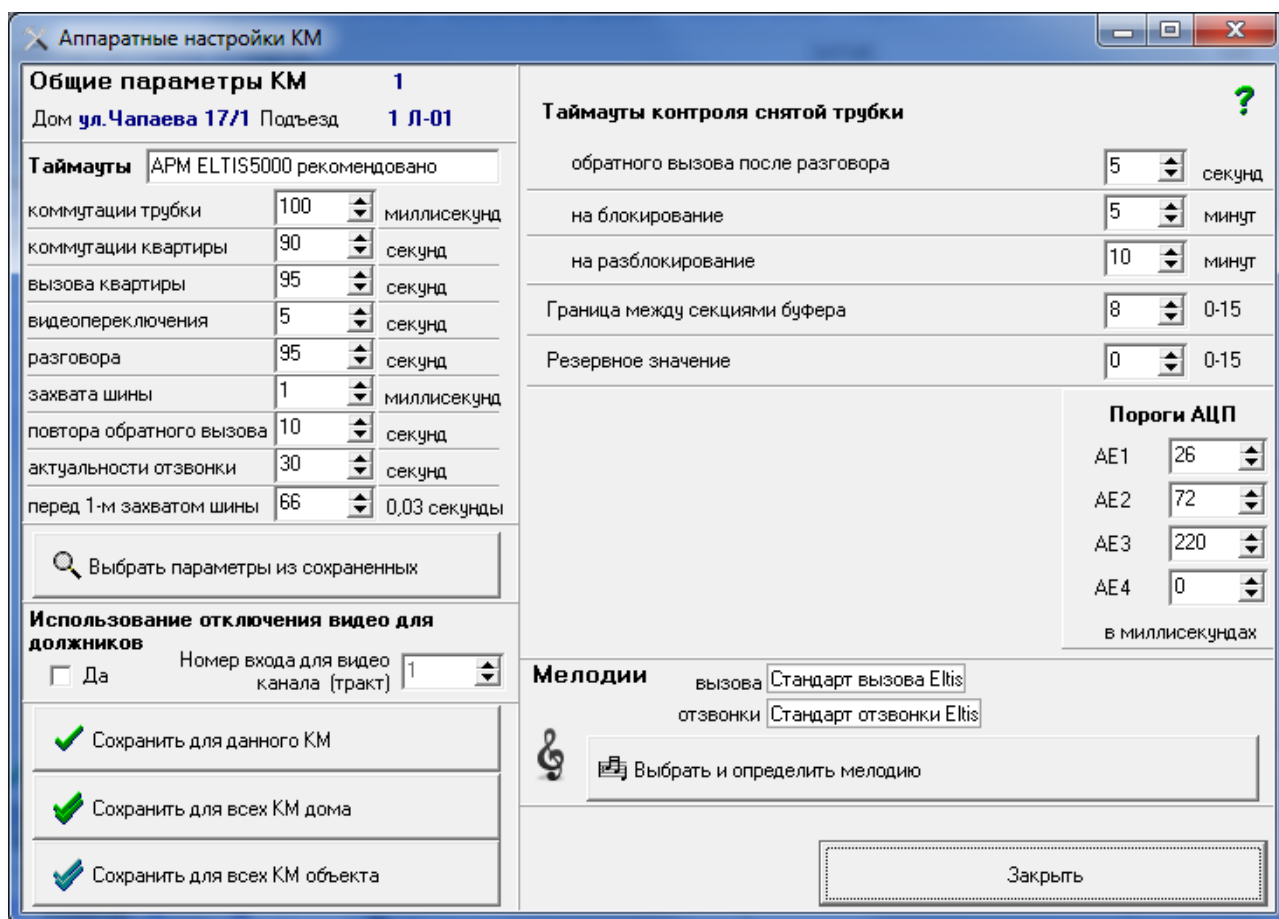 Аппаратные настройки КМ
Общие параметры КМ 1
Дом ул.Чапаева 17/1 Подъезд 1 Л-01
Таймауты АРМ ELTIS5000 рекомендовано
коммутации трубки 100 миллисекунд
коммутации квартиры 90 секунд
вызова квартиры 95 секунд
видеопереключения 5 секунд
разговора 95 секунд
захвата шины 1 миллисекунд
повтора обратного вызова 10 секунд
актуальности отзвонки 30 секунд
перед 1-м захватом шины 66 0,03 секунды
Выбрать параметры из сохраненных
Использование отключения видео для
должников
Да
Номер входа для видео
канала (тракт) 1
Сохранить для данного КМ
Сохранить для всех КМ дома
Сохранить для всех КМ объекта
Таймауты контроля снятой трубки
?
обратного вызова после разговора 5 секунд
на блокирование 5 минут
на разблокирование 10 минут
Граница между секциями буфера 8 0-15
Резервное значение 0 0-15
Пороги АЦП
АЕ1 26
АЕ2 72
АЕ3 220
АЕ4 0
в миллисекундах
Мелодии
вызова Стандарт вызова Eltis
отзвонки Стандарт отзвонки Eltis
Выбрать и определить мелодию
Закрыть